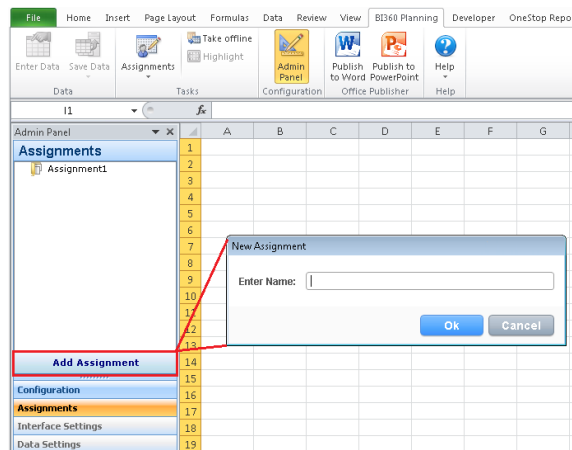 File Home Insert Page Layout Formulas Data Review View BI360 Planning Developer OneStop Repo
Enter Data Save Data Assignments Take offline Highlight Admin Panel Publish to Word Publish to PowerPoint Help
Data Tasks Configuration Office Publisher Help
I1 fx
Admin Panel A B C D E F G
Assignments 1
Assignment1 2
3
4
5
6
New Assignment 7
8
Enter Name: 9
10
11
Ok Cancel 12
13
Add Assignment 14
15
Configuration 16
Assignments 17
Interface Settings 18
Data Settings 19